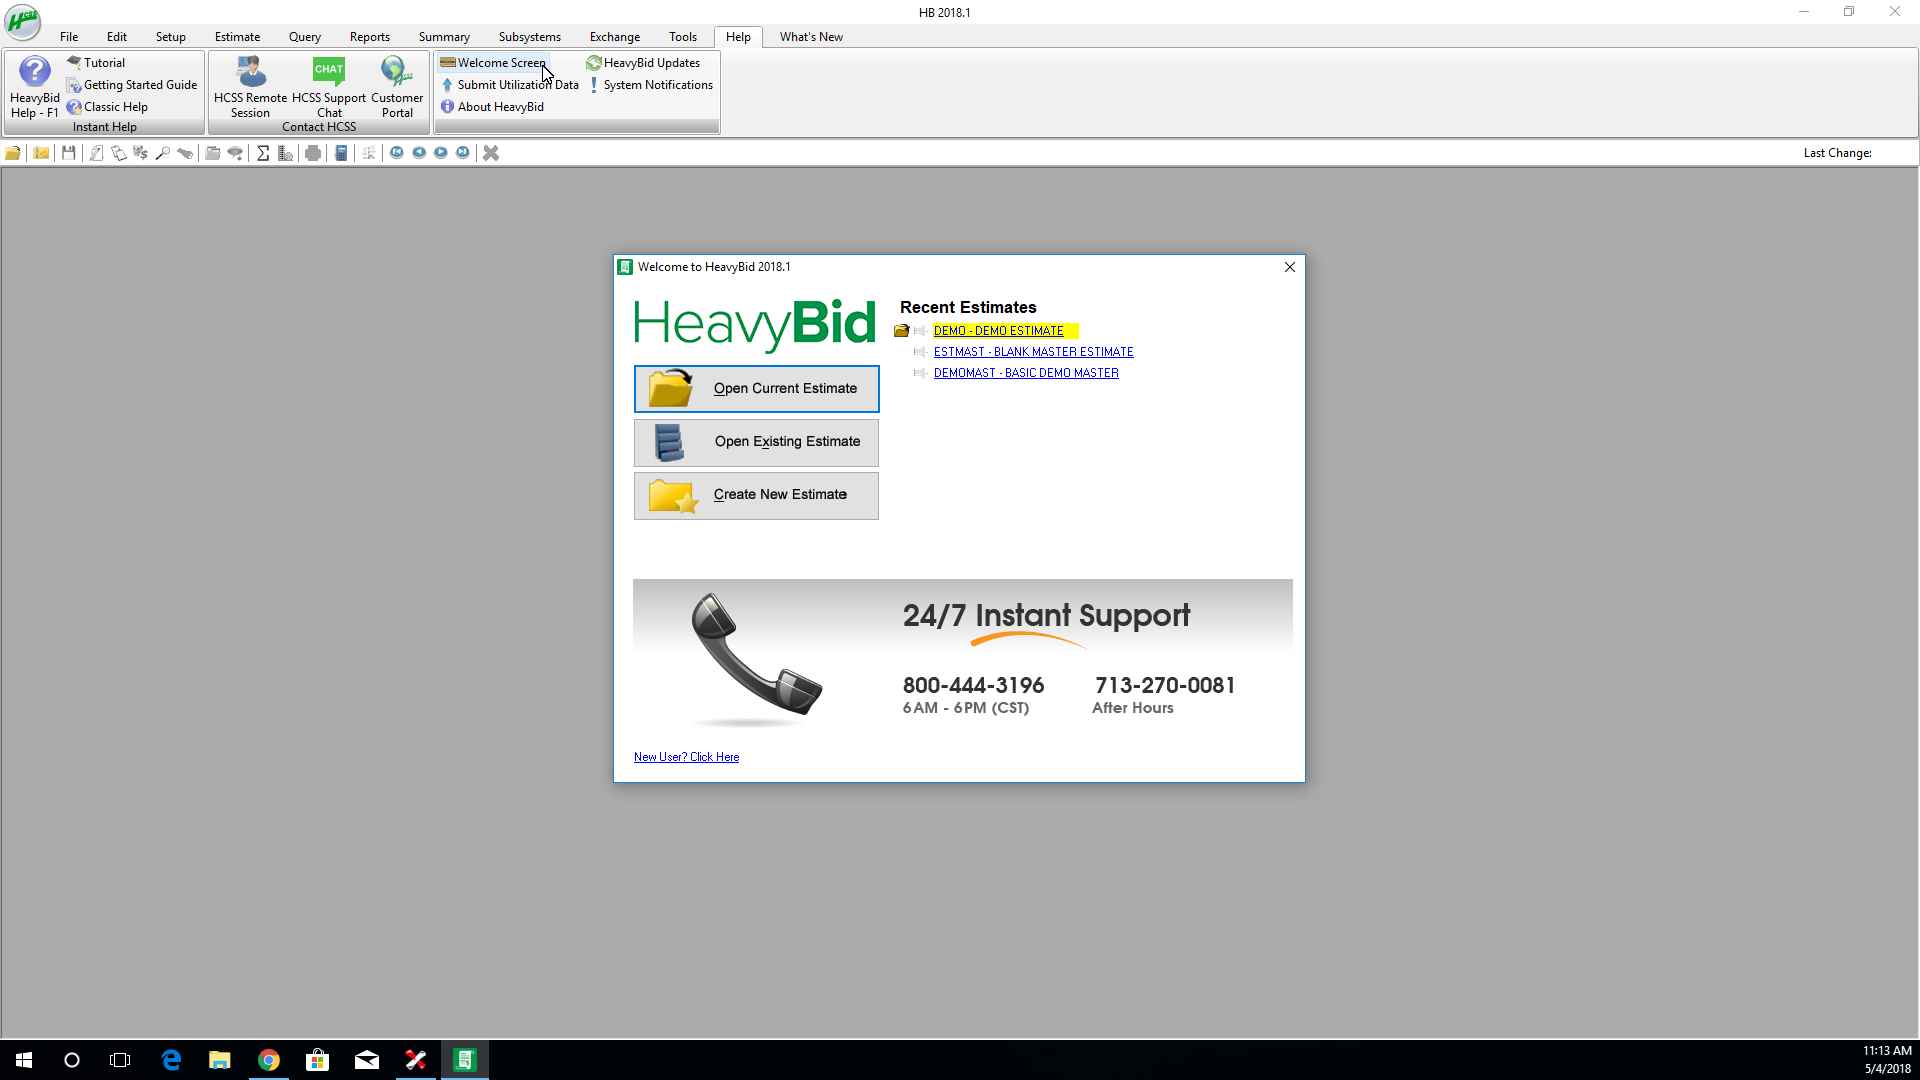 HB 2018.1
HCSS
File Edit Setup Estimate Query Reports Summary Subsystems Exchange Tools Help What's New
HeavyBid
Help - F1
Tutorial
Getting Started Guide
Classic Help
Instant Help
HCSS Remote
Session
CHAT
HCSS Support
Chat
Customer
Portal
Contact HCSS
Welcome Screen
Submit Utilization Data
About HeavyBid
HeavyBid Updates
System Notifications
Last Change:
Welcome to HeavyBid 2018.1
HeavyBid
Open Current Estimate
Open Existing Estimate
Create New Estimate
Recent Estimates
DEMO - DEMO ESTIMATE
ESTMAST - BLANK MASTER ESTIMATE
DEMOMAST - BASIC DEMO MASTER
24/7 Instant Support
800-444-3196 713-270-0081
6AM - 6PM (CST) After Hours
New User? Click Here
11:13 AM
5/4/2018